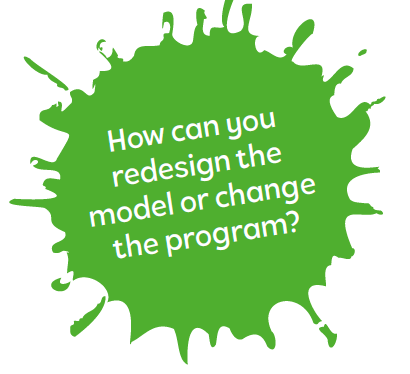 How can you
redesign the
model or change
the program?